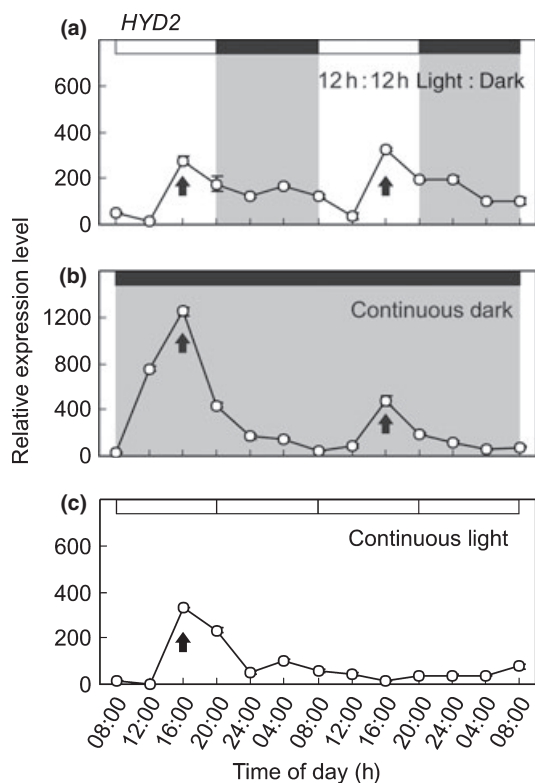 HYD2
(a)
12 h : 12 h Light : Dark
600
400
200
0
(b)
Continuous dark
1200
800
400
0
(c)
Continuous light
600
400
200
0
Relative expression level
08:00 12:00 16:00 20:00 24:00 04:00 08:00 12:00 16:00 20:00 24:00 04:00 08:00
Time of day (h)